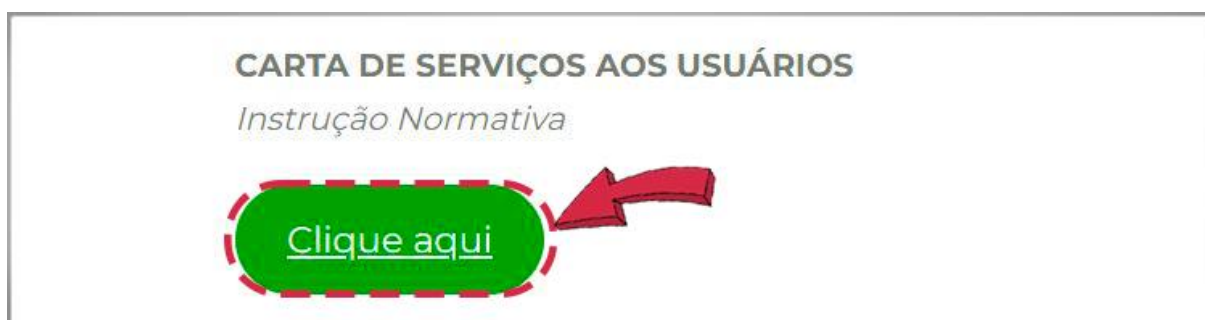 CARTA DE SERVIÇOS AOS USUÁRIOS
Instrução Normativa
Clique aqui